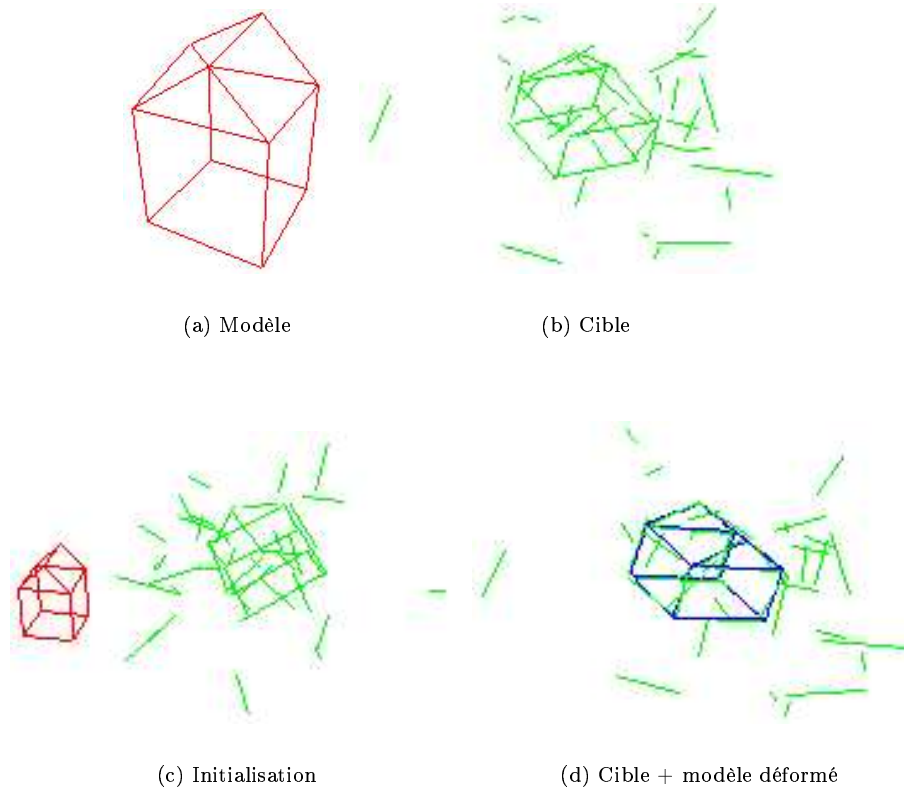 (a) Modèle
(b) Cible
(c) Initialisation
(d) Cible + modèle déformé